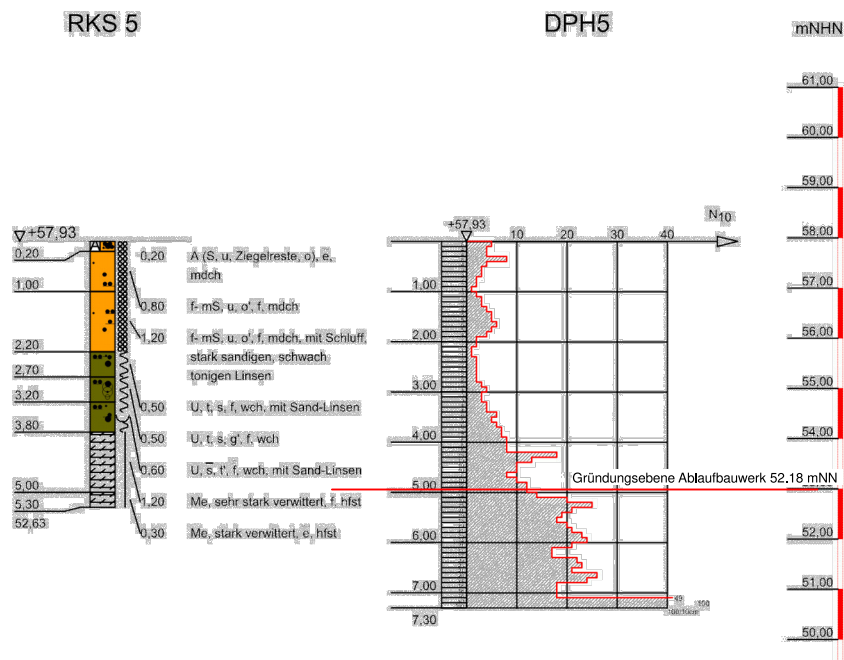 RKS 5
DPH5
mNHN
61,00
60,00
59,00
58,00
57,00
56,00
55,00
54,00
52,00
51,00
50,00
+57,93
0,20
1,00
2,20
2,70
3,20
3,80
5,00
5,30
52,63
0,20 A (S, u, Ziegelreste, o), e,
mdch
0,80 f- mS, u, o', f, mdch
1,20 f- mS, u, o', f, mdch, mit Schluff,
stark sandigen, schwach
tonigen Linsen
0,50 U, t, s, f, wch, mit Sand-Linsen
0,50 U, t, s, g', f, wch
0,60 U, s̄, t', f, wch, mit Sand-Linsen
1,20 Me, sehr stark verwittert, f, hfst
0,30 Me, stark verwittert, e, hfst
+57,93
10 20 30 40
N10
1,00
2,00
3,00
4,00
5,00
6,00
7,00
7,30
Gründungsebene Ablaufbauwerk 52.18 mNN
49
100